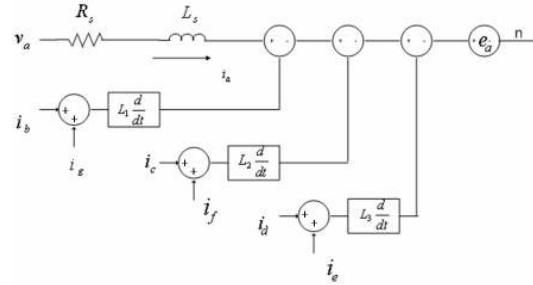 R_s L_s
v_a i_a e_a n
i_b + + L_1 d/dt
i_g
i_c + + L_2 d/dt
i_f
i_d + + L_3 d/dt
i_e